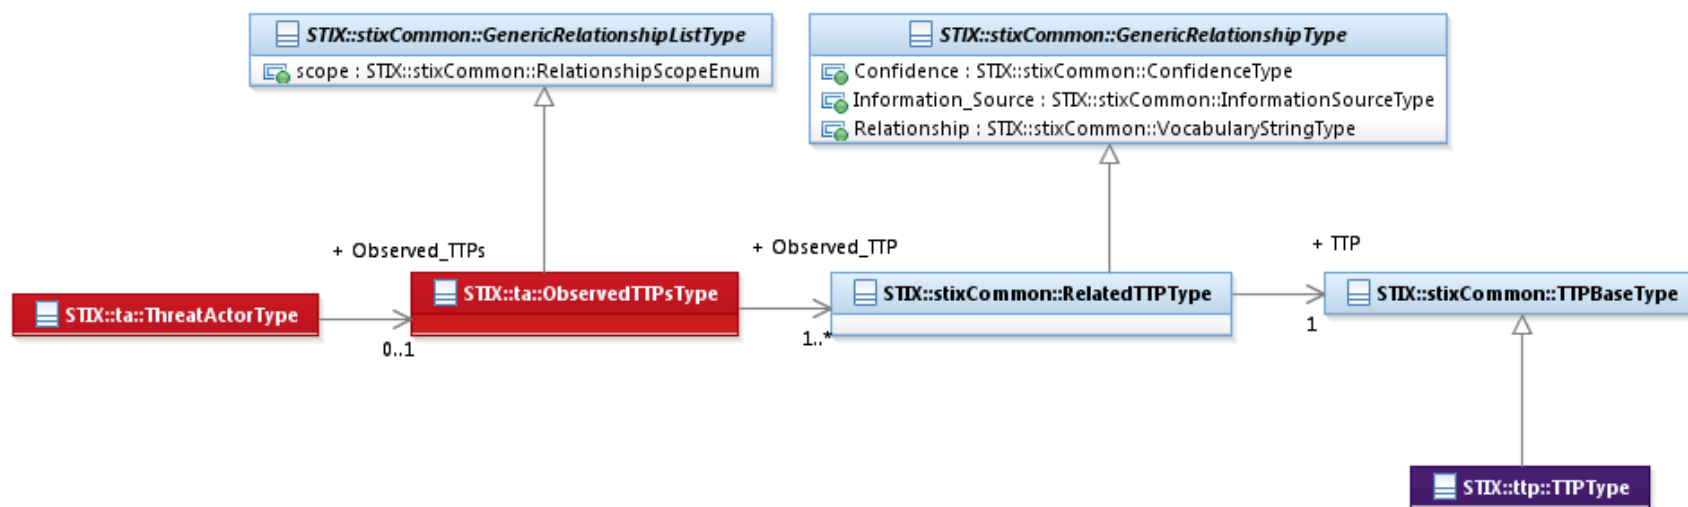 STIX::stixCommon::GenericRelationshipListType
scope : STIX::stixCommon::RelationshipScopeEnum
STIX::stixCommon::GenericRelationshipType
Confidence : STIX::stixCommon::ConfidenceType
Information_Source : STIX::stixCommon::InformationSourceType
Relationship : STIX::stixCommon::VocabularyStringType
+ Observed_TTPs
+ Observed_TTP
+ TTP
STIX::ta::ThreatActorType
STIX::ta::ObservedTTPsType
STIX::stixCommon::RelatedTTPType
STIX::stixCommon::TTPBaseType
0..1
1..*
1
STIX::ttp::TTPType